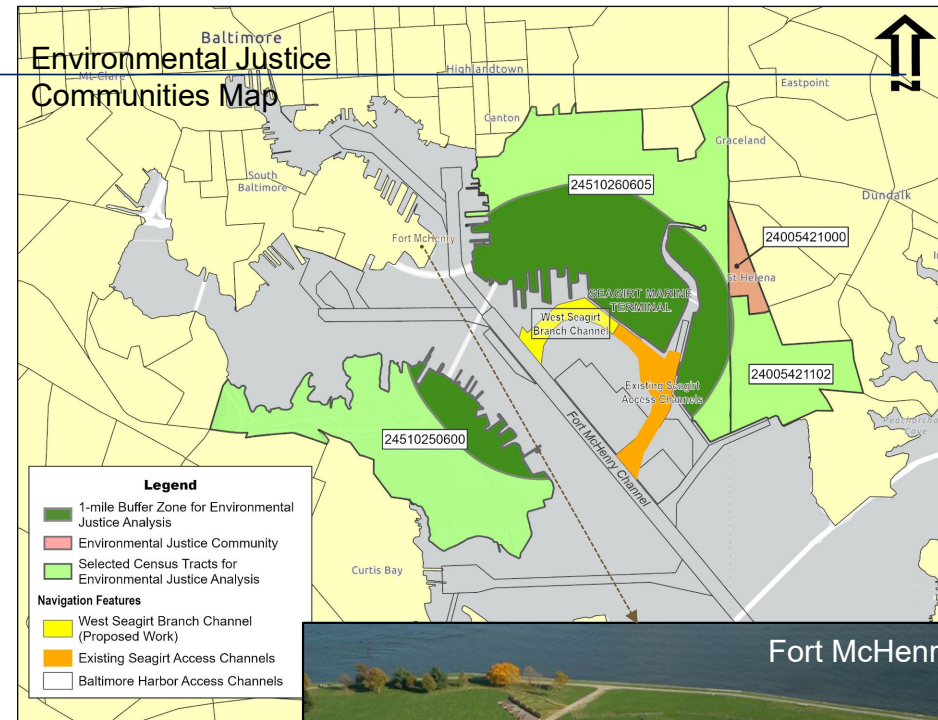 Environmental Justice
Communities Map
Baltimore
Mt Clare
Highlandtown
Eastpoint
N
Canton
Graceland
South
Baltimore
24510260605
Dundalk
Fort McHenry
24005421000
St Helena
SEAGIRT MARINE
TERMINAL
West Seagirt
Branch Channel
24005421102
Existing Seagirt
Access Channels
Cove
24510250600
Fort McHenry Channel
Curtis Bay
Legend
1-mile Buffer Zone for Environmental
Justice Analysis
Environmental Justice Community
Selected Census Tracts for
Environmental Justice Analysis
Navigation Features
West Seagirt Branch Channel
(Proposed Work)
Existing Seagirt Access Channels
Baltimore Harbor Access Channels
Fort McHenr